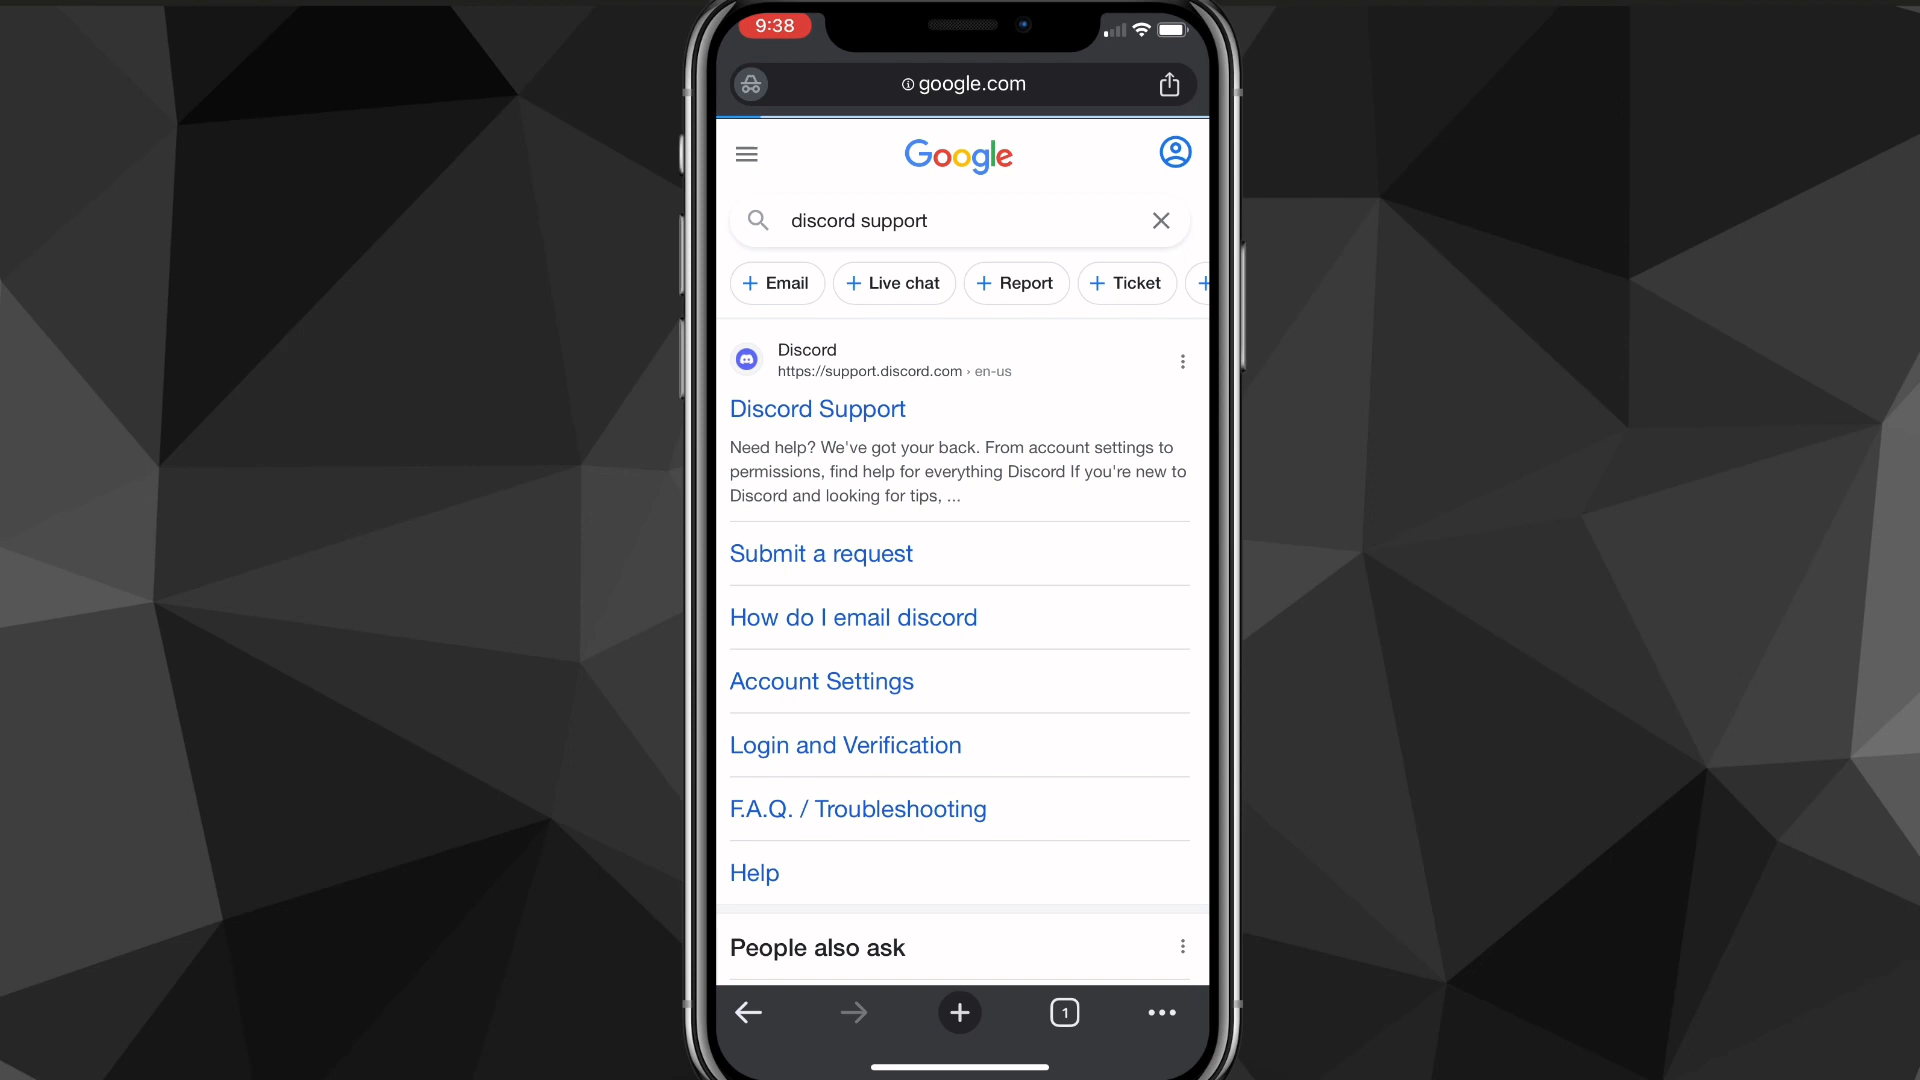 9:38
google.com
Google
discord support
Email
Live chat
Report
Ticket
Discord
https://support.discord.com › en-us
Discord Support
Need help? We've got your back. From account settings to
permissions, find help for everything Discord If you're new to
Discord and looking for tips, ...
Submit a request
How do I email discord
Account Settings
Login and Verification
F.A.Q. / Troubleshooting
Help
People also ask
1